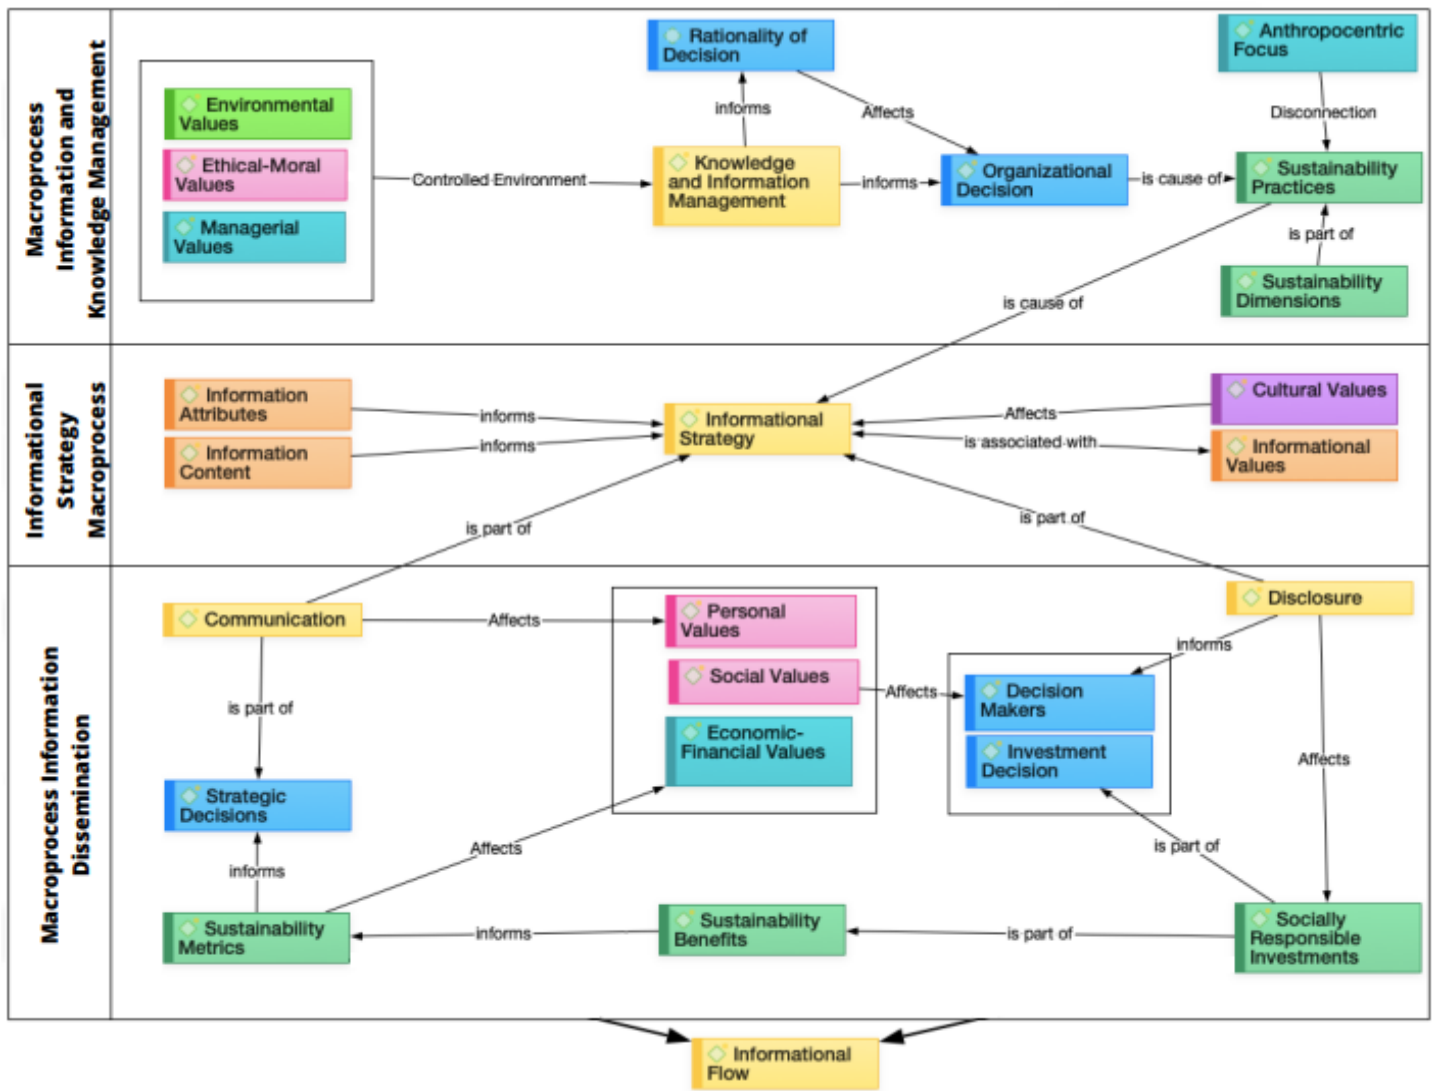 Macroprocess
Information and
Knowledge Management
Environmental
Values
Ethical-Moral
Values
Managerial
Values
Controlled Environment
Rationality of
Decision
informs
Affects
Knowledge
and Information
Management
informs
Organizational
Decision
is cause of
Anthropocentric
Focus
Disconnection
Sustainability
Practices
is part of
Sustainability
Dimensions
is cause of
Informational
Strategy
Macroprocess
Information
Attributes
Information
Content
informs
informs
Informational
Strategy
Affects
is associated with
Cultural Values
Informational
Values
is part of
is part of
Macroprocess Information
Dissemination
Communication
Affects
is part of
Strategic
Decisions
informs
Sustainability
Metrics
Affects
Personal
Values
Social Values
Economic-
Financial Values
Affects
Decision
Makers
Investment
Decision
Disclosure
informs
Affects
is part of
informs
Sustainability
Benefits
is part of
Socially
Responsible
Investments
Informational
Flow